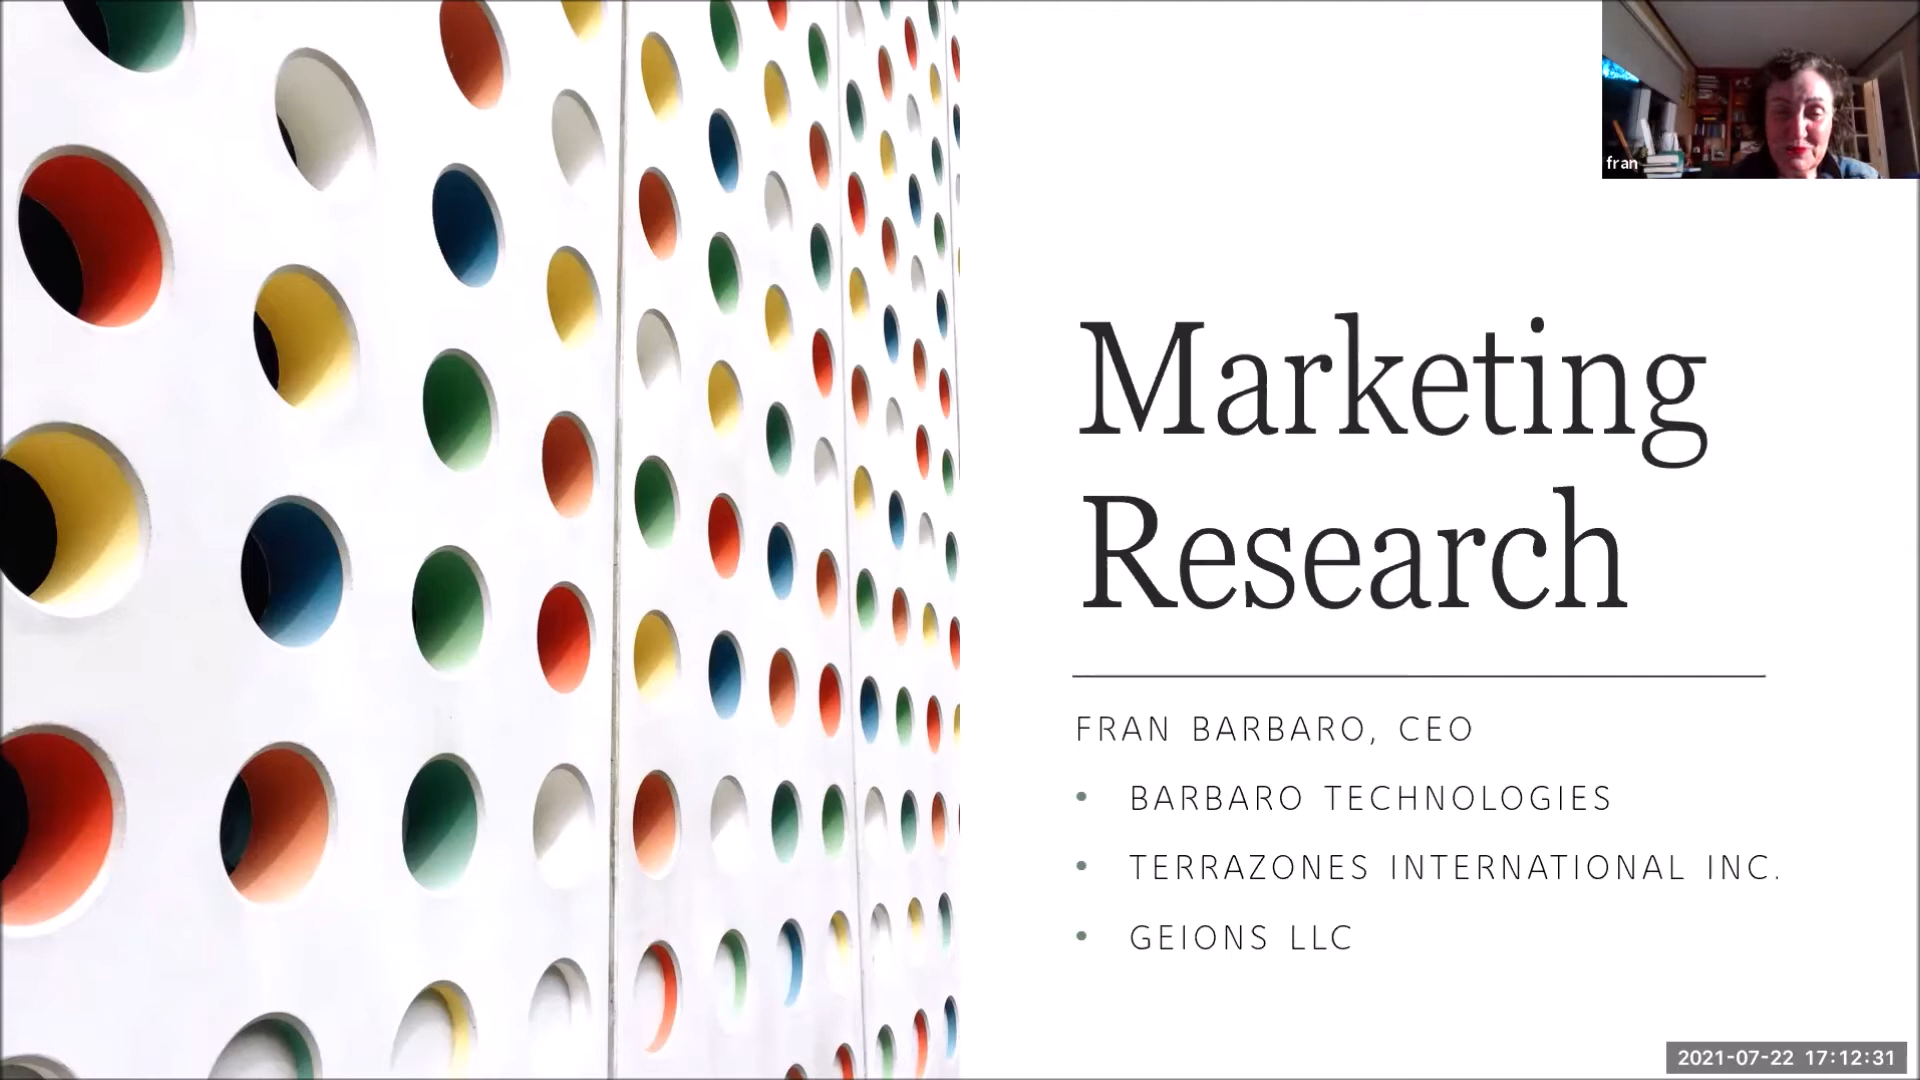 fran
Marketing
Research
FRAN BARBARO, CEO
• BARBARO TECHNOLOGIES
• TERRAZONES INTERNATIONAL INC.
• GEIONS LLC
2021-07-22 17:12:31